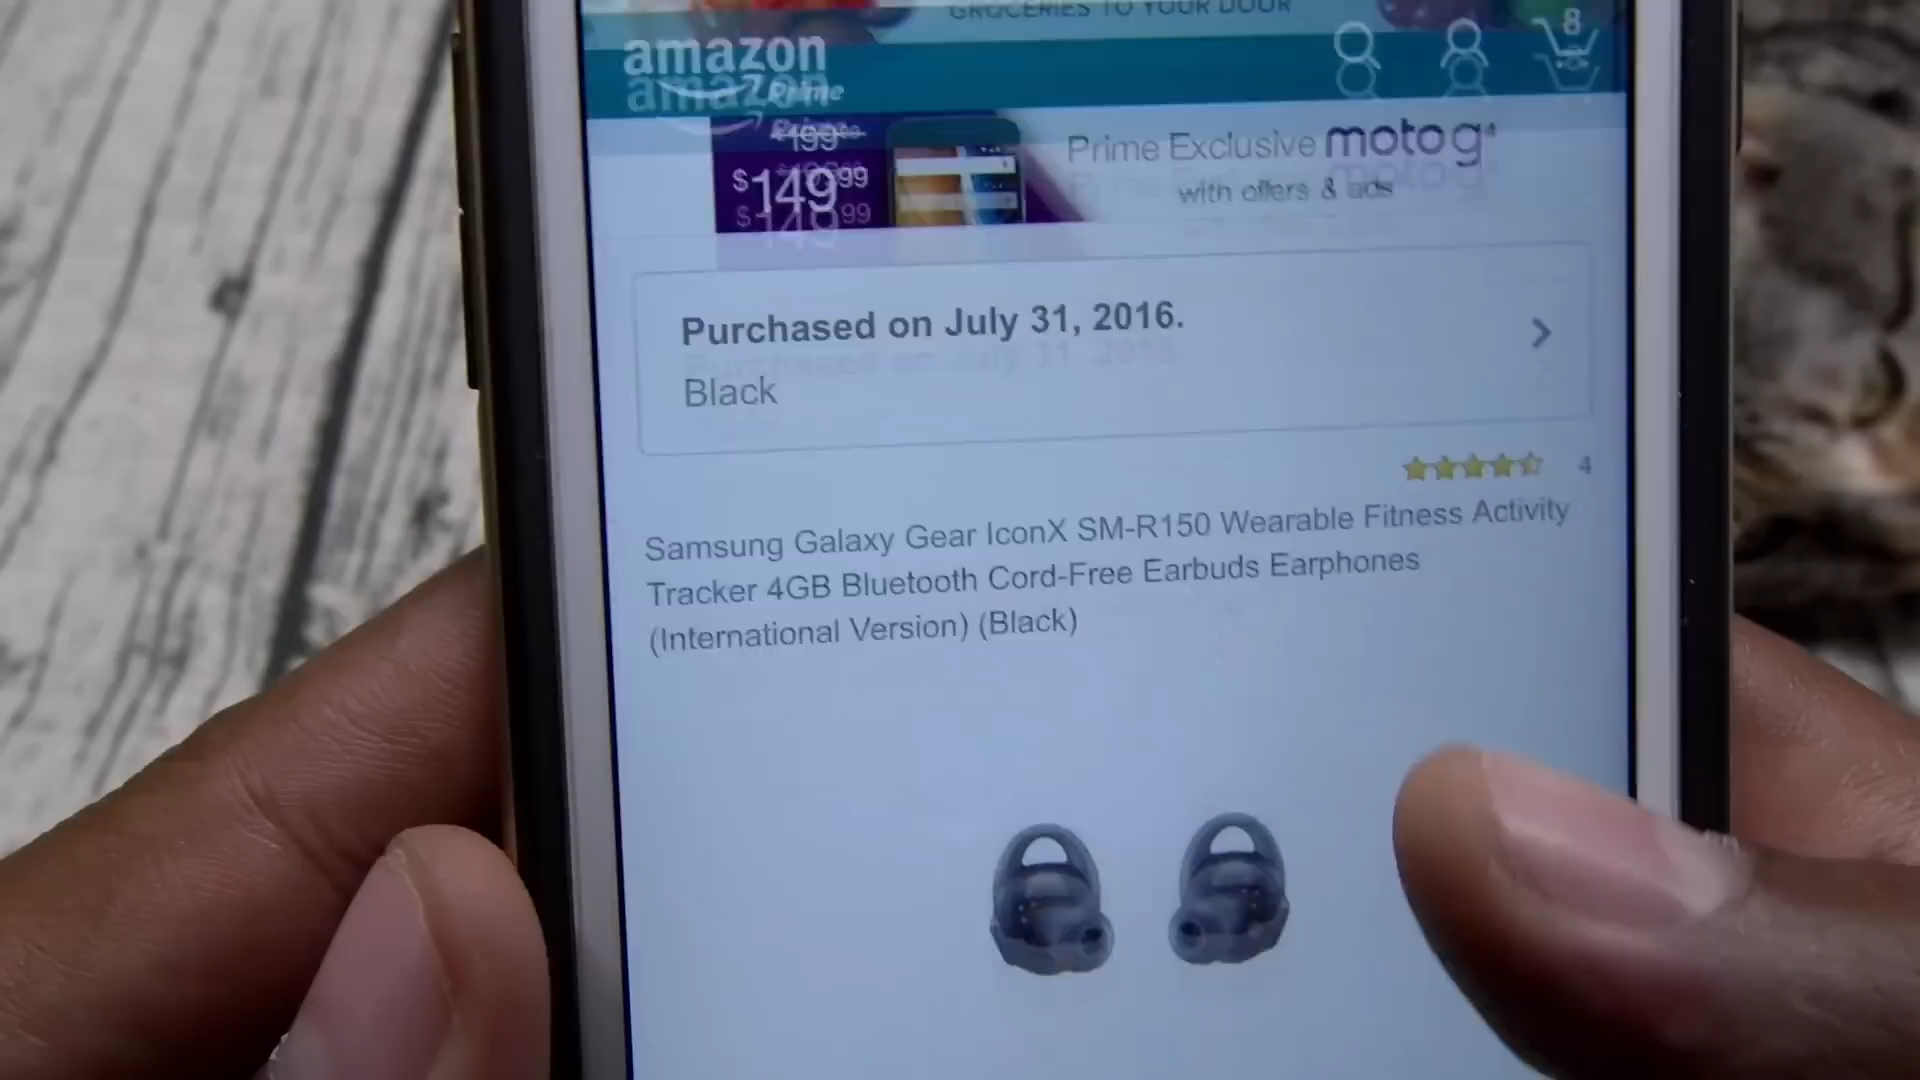 GROCERIES TO YOUR DOOR
amazon
Prime
8
$149.99
Prime Exclusive moto g⁴
with offers & ads
Purchased on July 31, 2016.
Black
4
Samsung Galaxy Gear IconX SM-R150 Wearable Fitness Activity
Tracker 4GB Bluetooth Cord-Free Earbuds Earphones
(International Version) (Black)